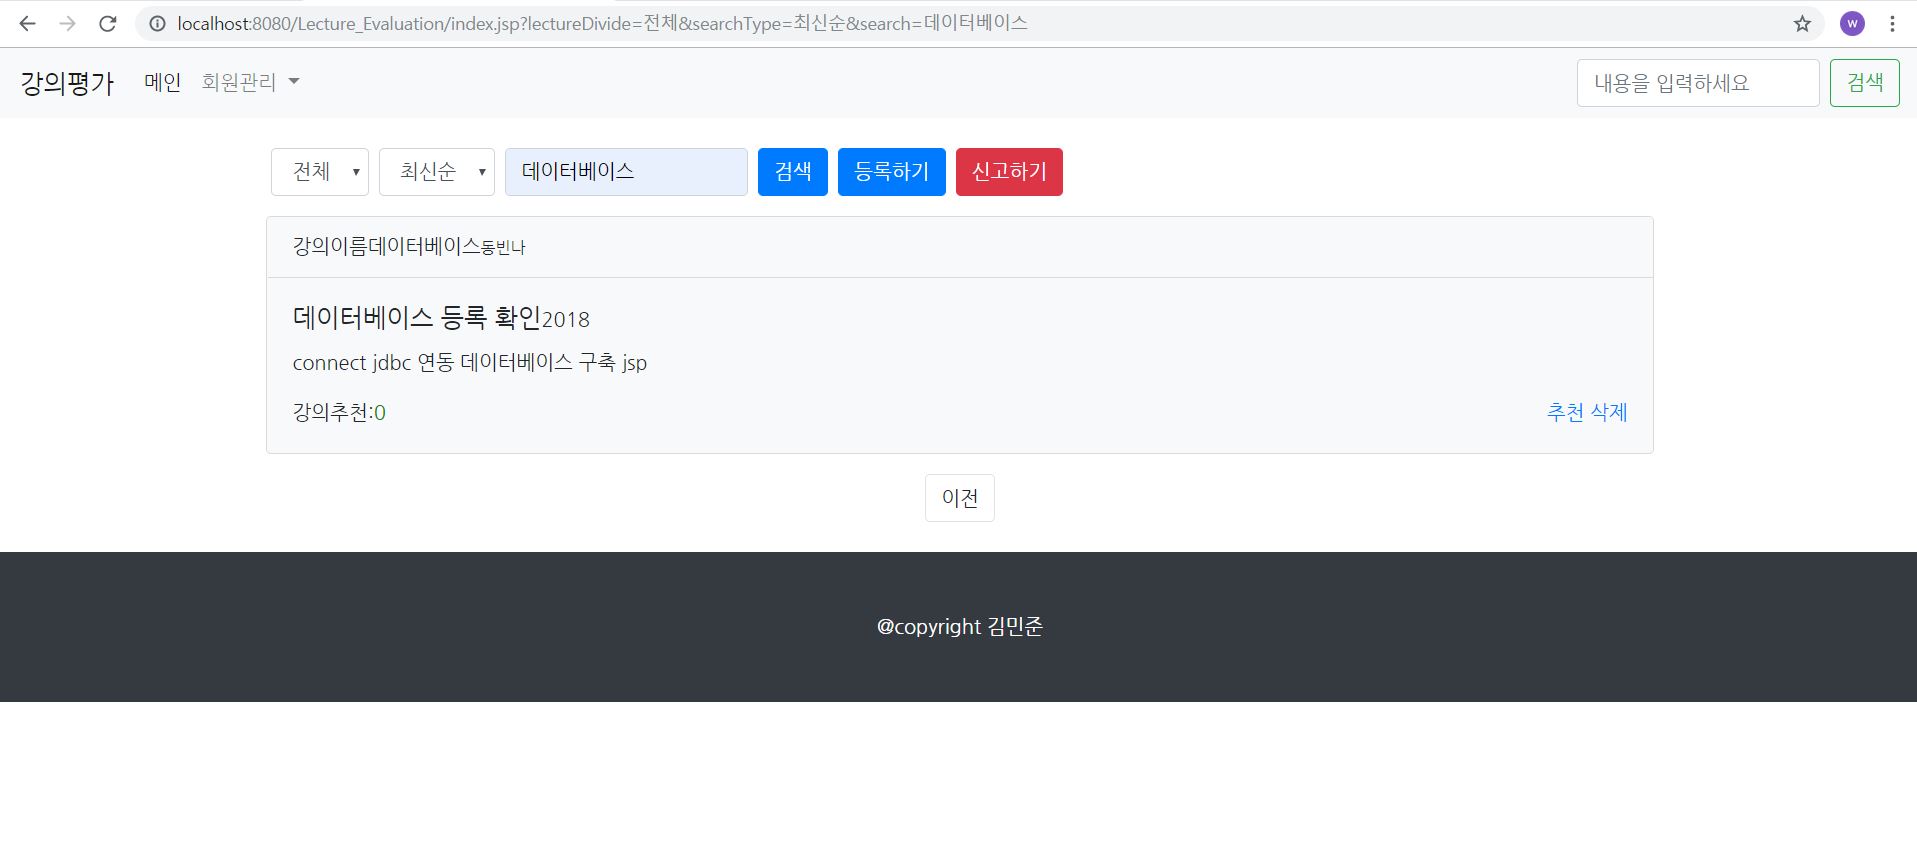 localhost:8080/Lecture_Evaluation/index.jsp?lectureDivide=전체&searchType=최신순&search=데이터베이스
W
강의평가 메인 회원관리 내용을 입력하세요 검색
전체 최신순 데이터베이스 검색 등록하기 신고하기
강의이름데이터베이스동빈나
데이터베이스 등록 확인2018
connect jdbc 연동 데이터베이스 구축 jsp
강의추천:0 추천 삭제
이전
@copyright 김민준